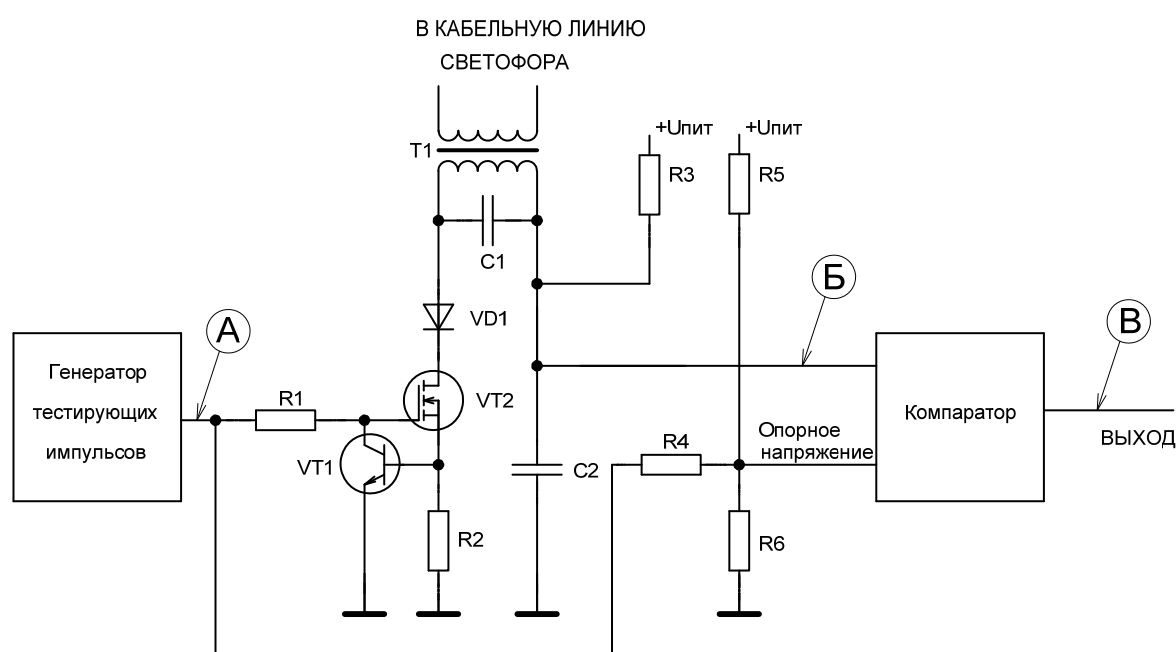 В КАБЕЛЬНУЮ ЛИНИЮ
СВЕТОФОРА
+Uпит
+Uпит
T1
R3
R5
C1
Б
А
VD1
В
Генератор
тестирующих
импульсов
R1
VT2
Компаратор
ВЫХОД
Опорное
напряжение
R4
VT1
C2
R2
R6